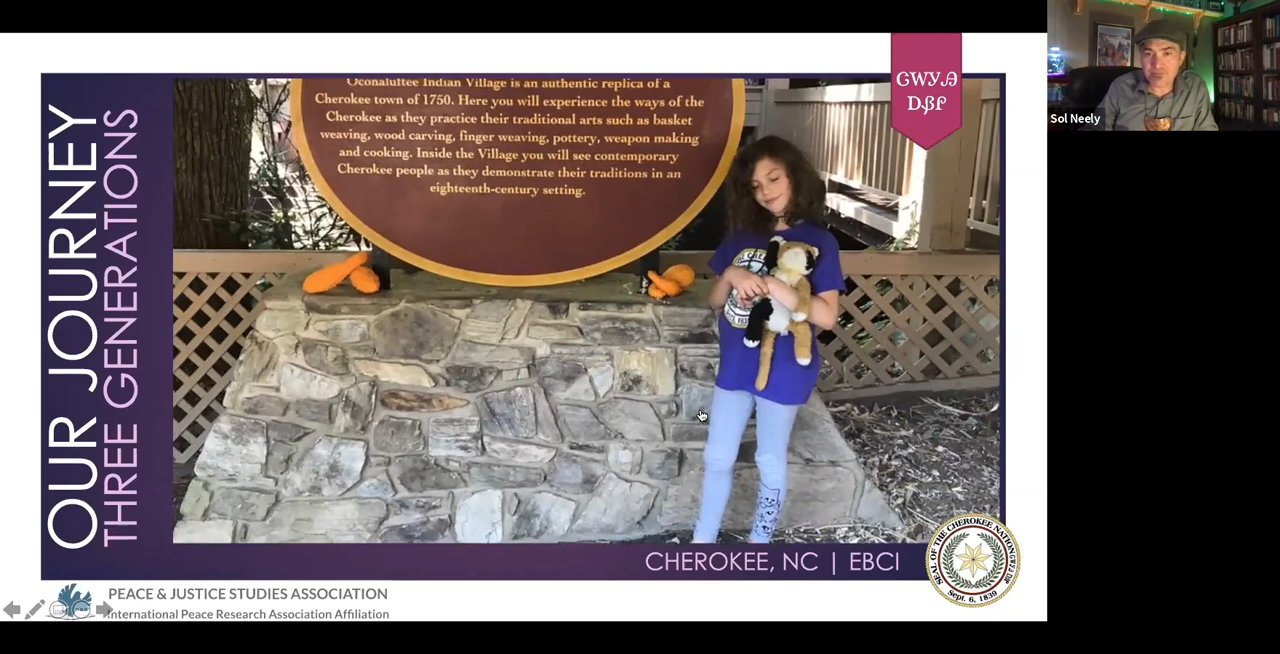 OUR JOURNEY
THREE GENERATIONS
Oconaluftee Indian Village is an authentic replica of a
Cherokee town of 1750. Here you will experience the ways of the
Cherokee as they practice their traditional arts such as basket
weaving, wood carving, finger weaving, pottery, weapon making
and cooking. Inside the Village you will see contemporary
Cherokee people as they demonstrate their traditions in an
eighteenth-century setting.
ᏣᎳᎩᎯ
ᎠᏰᎵ
Sol Neely
CHEROKEE, NC | EBCI
SEAL OF THE CHEROKEE NATION
Sept. 6, 1839
PEACE & JUSTICE STUDIES ASSOCIATION
International Peace Research Association Affiliation